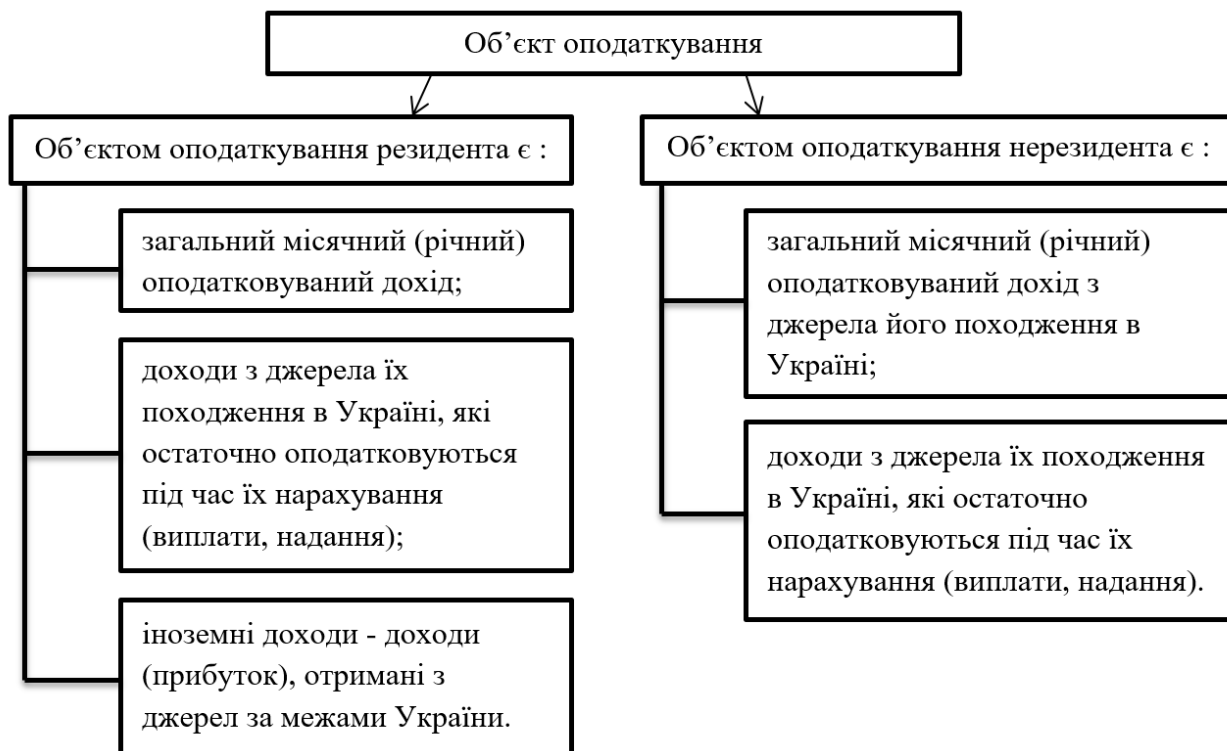 Об’єкт оподаткування
Об’єктом оподаткування резидента є :
загальний місячний (річний)
оподатковуваний дохід;
доходи з джерела їх
походження в Україні, які
остаточно оподатковуються
під час їх нарахування
(виплати, надання);
іноземні доходи - доходи
(прибуток), отримані з
джерел за межами України.
Об’єктом оподаткування нерезидента є :
загальний місячний (річний)
оподатковуваний дохід з
джерела його походження в
Україні;
доходи з джерела їх походження
в Україні, які остаточно
оподатковуються під час їх
нарахування (виплати, надання).